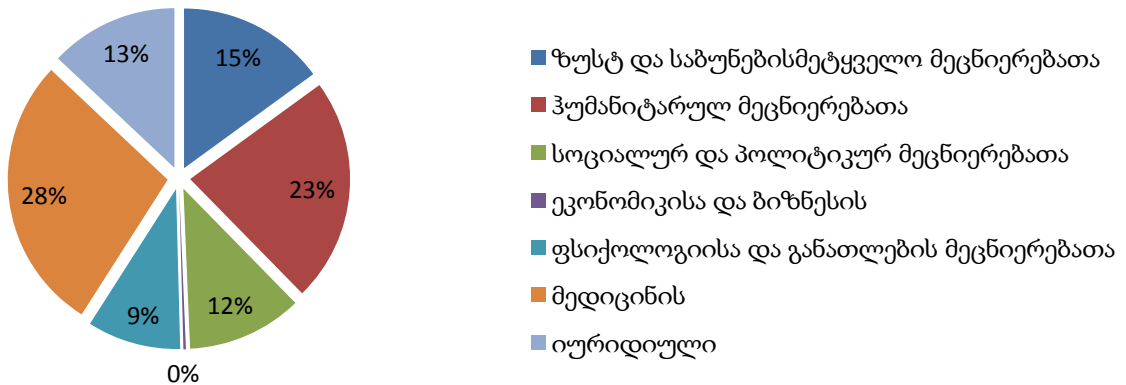 13%
15%
28%
23%
9%
12%
0%
ზუსტ და საბუნებისმეტყველო მეცნიერებათა
ჰუმანიტარულ მეცნიერებათა
სოციალურ და პოლიტიკურ მეცნიერებათა
ეკონომიკისა და ბიზნესის
ფსიქოლოგიისა და განათლების მეცნიერებათა
მედიცინის
იურიდიული